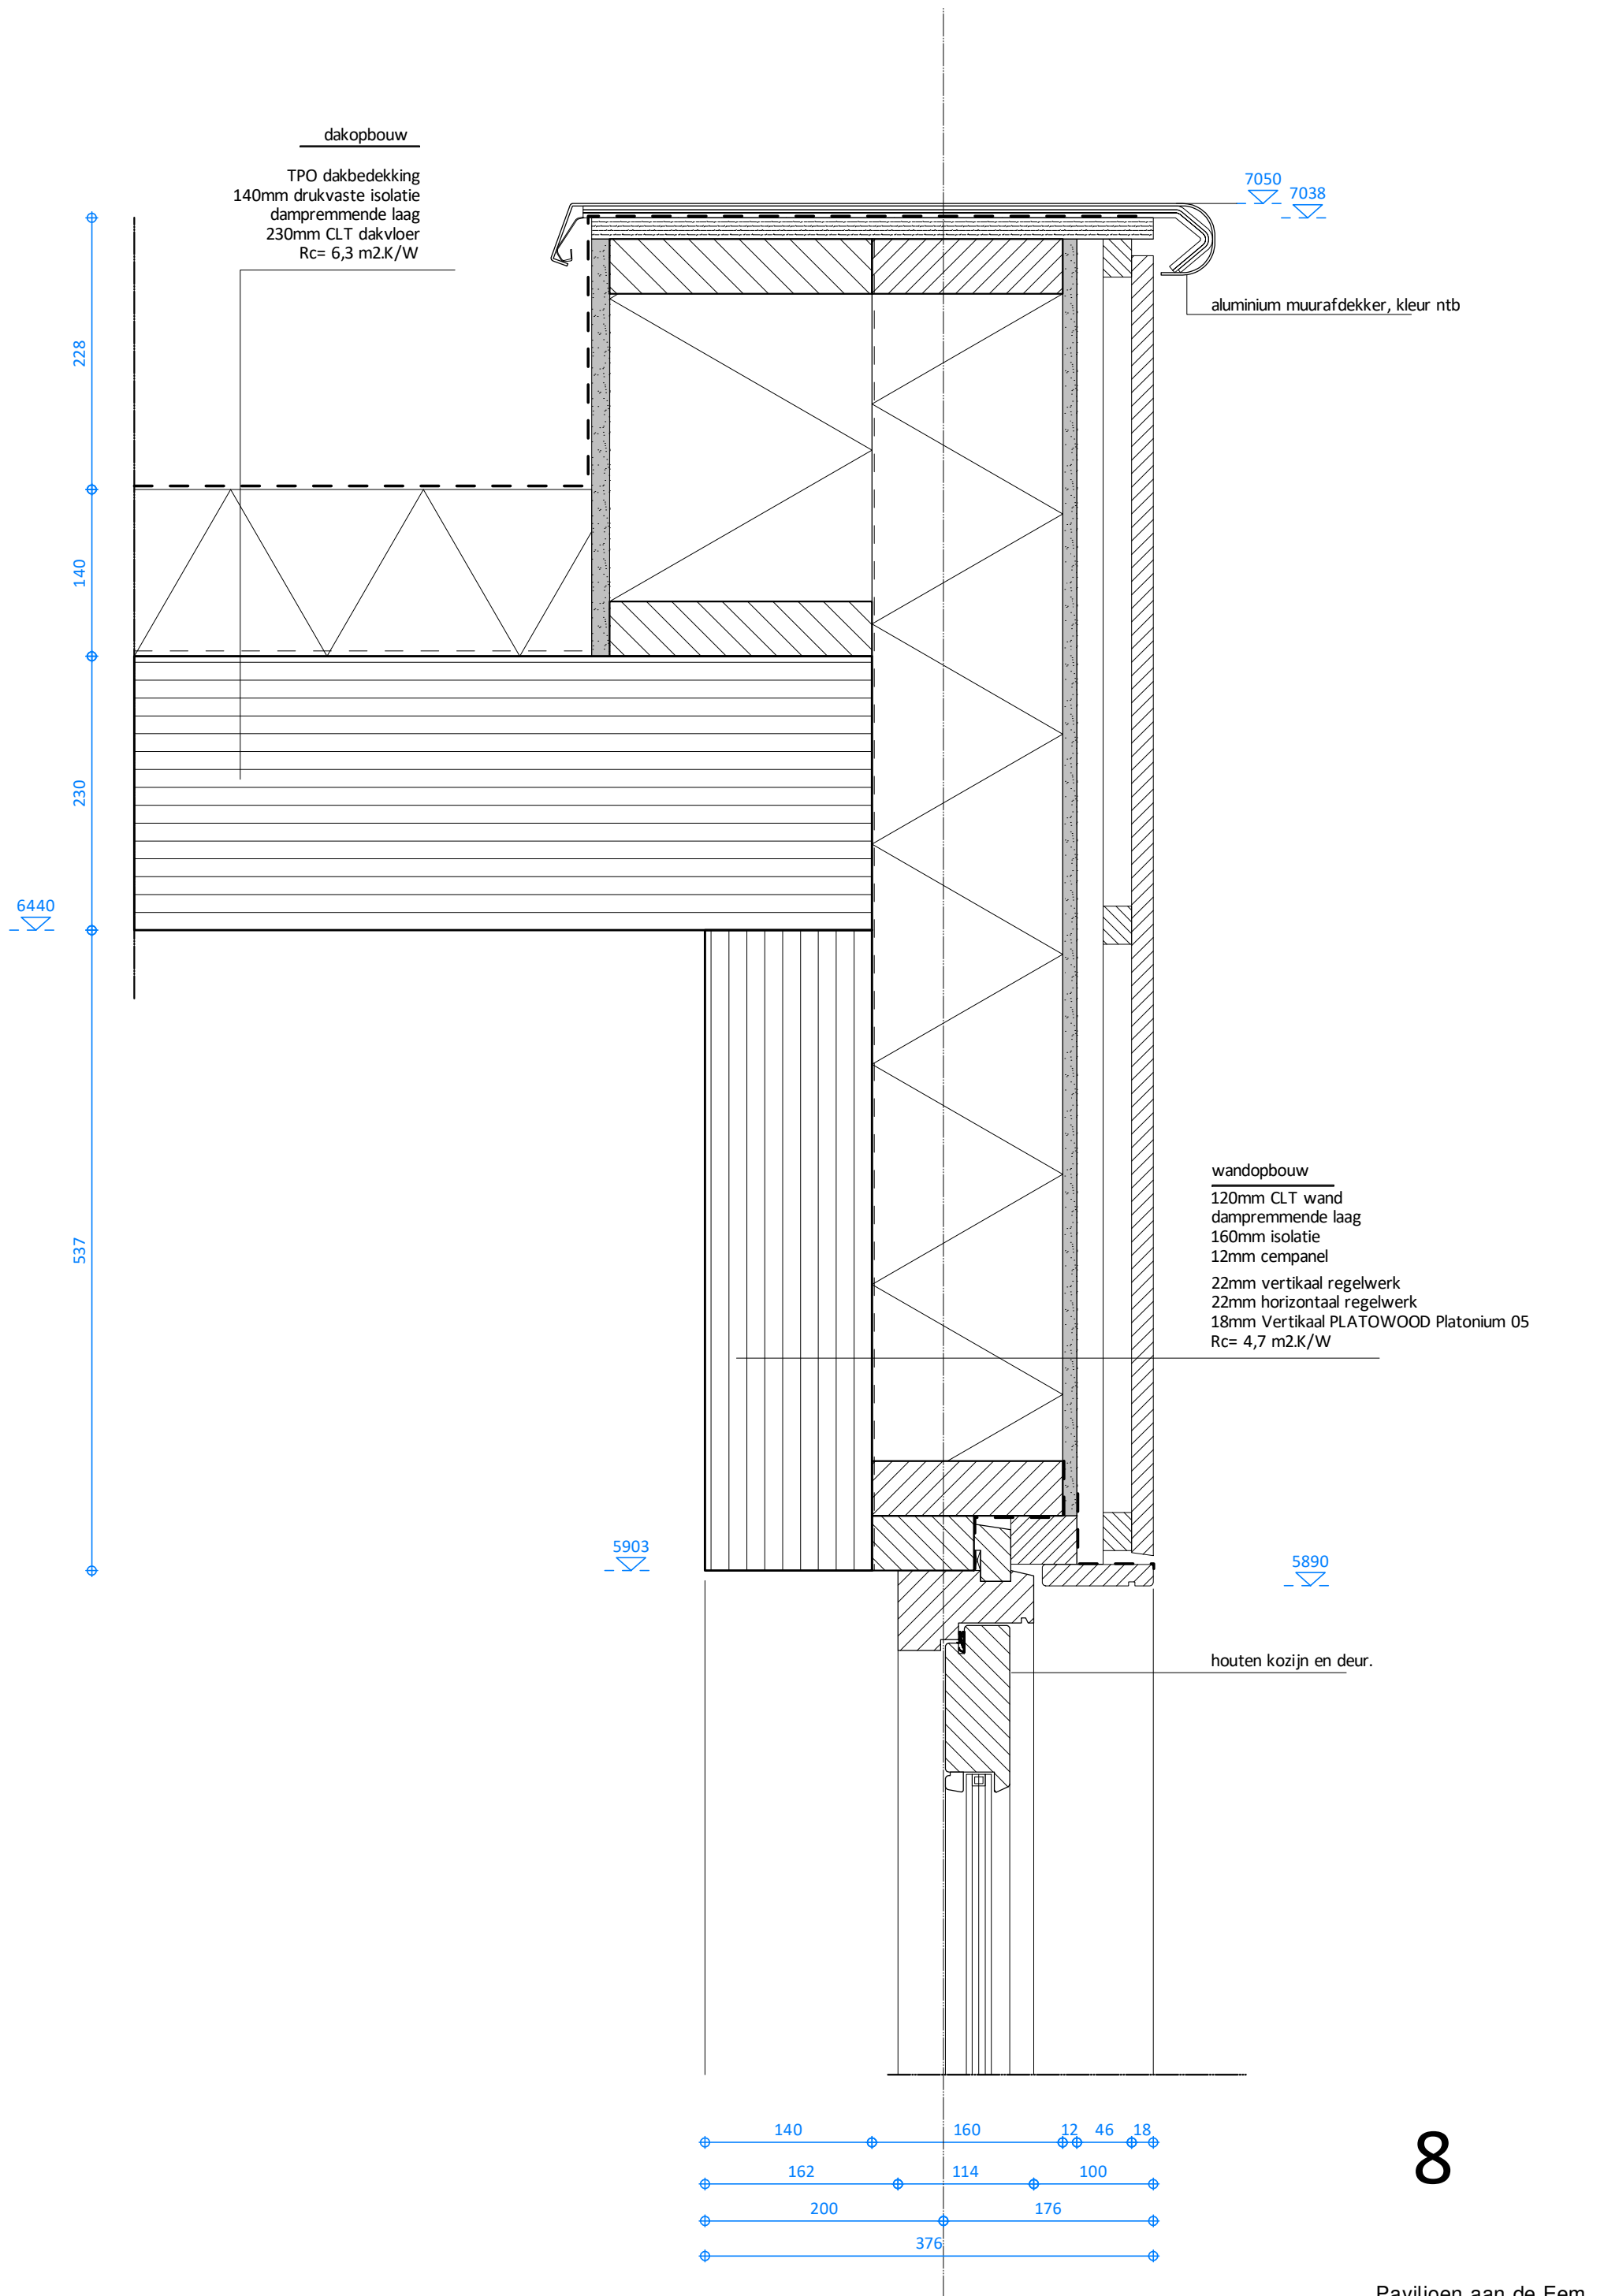 dakopbouw
TPO dakbedekking
140mm drukvaste isolatie
dampremmende laag
230mm CLT dakvloer
Rc= 6,3 m2.K/W
7050
7038
aluminium muurafdekker, kleur ntb
228
140
230
6440
537
wandopbouw
120mm CLT wand
dampremmende laag
160mm isolatie
12mm cempanel
22mm vertikaal regelwerk
22mm horizontaal regelwerk
18mm Vertikaal PLATOWOOD Platonium 05
Rc= 4,7 m2.K/W
5903
5890
houten kozijn en deur.
140 160 12 46 18
162 114 100
200 176
376
8
Paviljoen aan de Eem